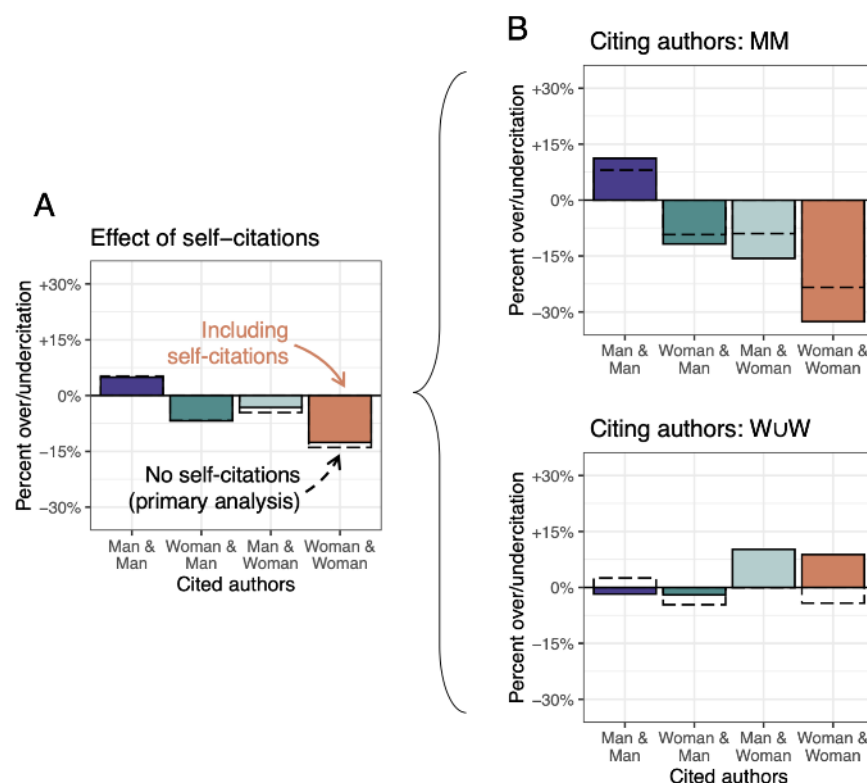 A
Effect of self−citations
Percent over/undercitation
+30%
+15%
0%
−15%
−30%
Including
self-citations
No self-citations
(primary analysis)
Man &
Man
Woman &
Man
Man &
Woman
Woman &
Woman
Cited authors
B
Citing authors: MM
Percent over/undercitation
+30%
+15%
0%
−15%
−30%
Man &
Man
Woman &
Man
Man &
Woman
Woman &
Woman
Citing authors: W∪W
Percent over/undercitation
+30%
+15%
0%
−15%
−30%
Man &
Man
Woman &
Man
Man &
Woman
Woman &
Woman
Cited authors